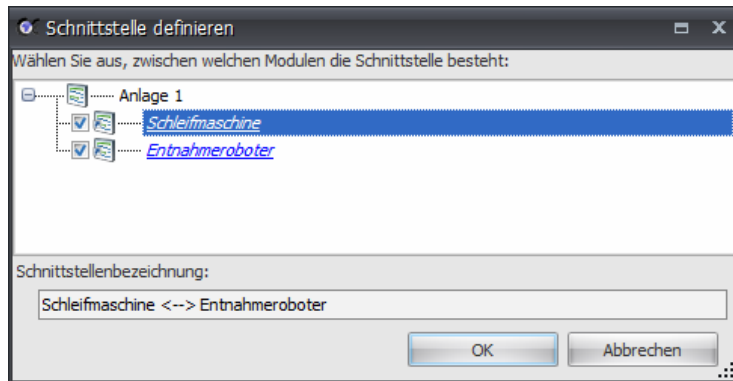 Schnittstelle definieren
Wählen Sie aus, zwischen welchen Modulen die Schnittstelle besteht:
Anlage 1
Schleifmaschine
Entnahmeroboter
Schnittstellenbezeichnung:
Schleifmaschine <--> Entnahmeroboter
OK Abbrechen